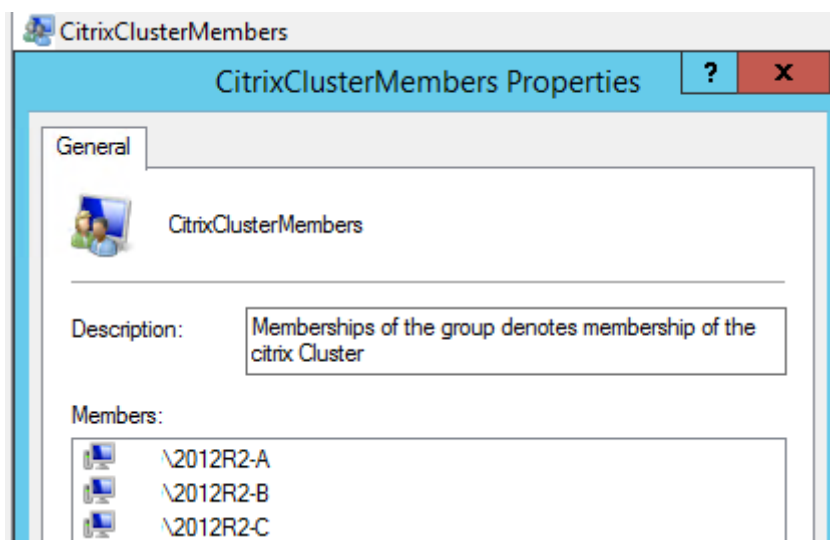 CitrixClusterMembers
CitrixClusterMembers Properties
?
x
General
CitrixClusterMembers
Description:
Memberships of the group denotes membership of the
citrix Cluster
Members:
\2012R2-A
\2012R2-B
\2012R2-C